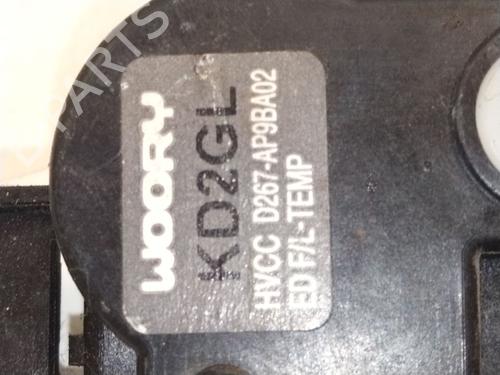 WOORY
KD2GL
HVCC D267-AP9BA02
ED F/L-TEMP
PARTS